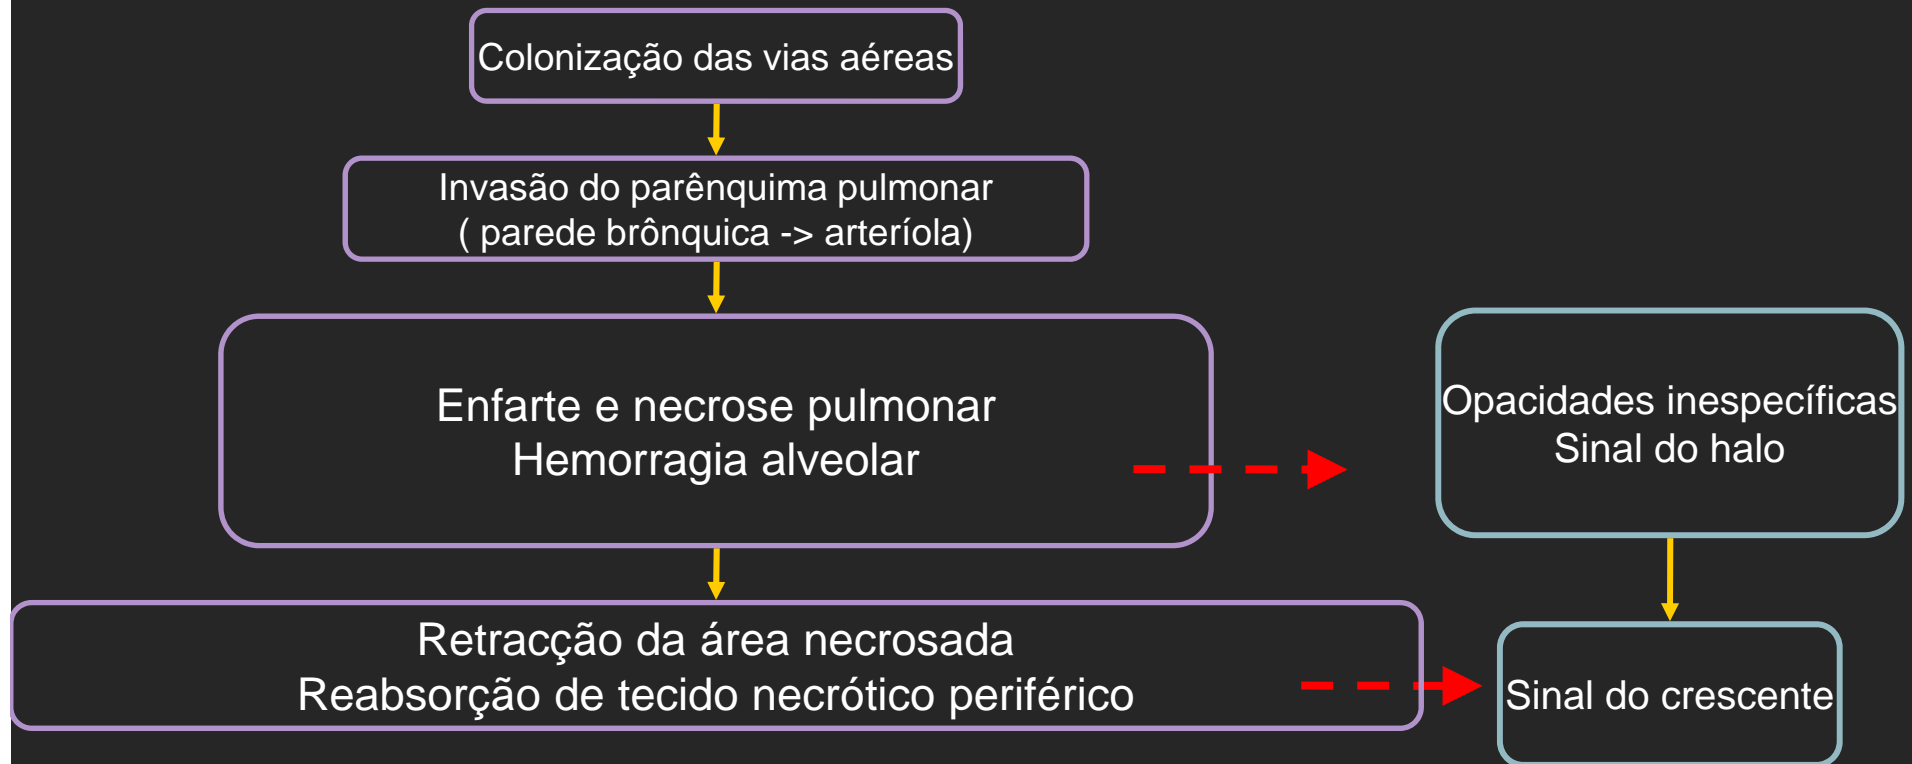 Colonização das vias aéreas
Invasão do parênquima pulmonar
( parede brônquica -> arteríola)
Enfarte e necrose pulmonar
Hemorragia alveolar
Opacidades inespecíficas
Sinal do halo
Retracção da área necrosada
Reabsorção de tecido necrótico periférico
Sinal do crescente